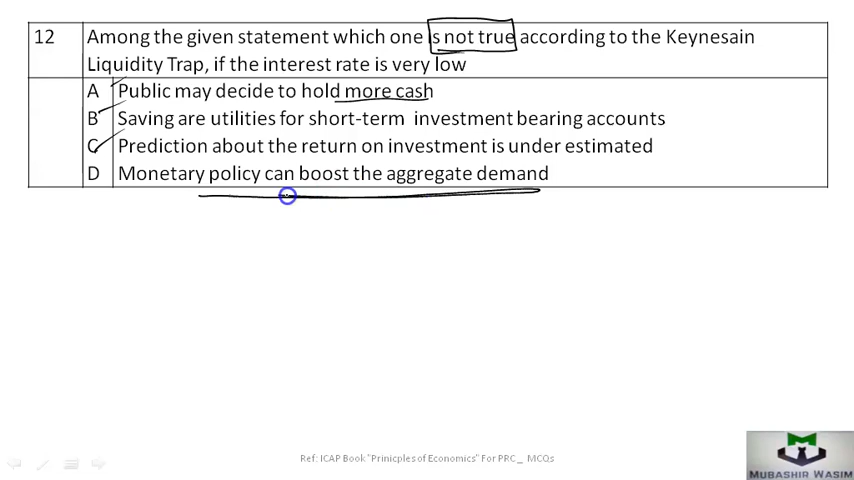 12 Among the given statement which one is not true according to the Keynesain
Liquidity Trap, if the interest rate is very low
A Public may decide to hold more cash
B Saving are utilities for short-term investment bearing accounts
C Prediction about the return on investment is under estimated
D Monetary policy can boost the aggregate demand
Ref: ICAP Book "Prinicples of Economics" For PRC_ MCQs
MUBASHIR WASIM